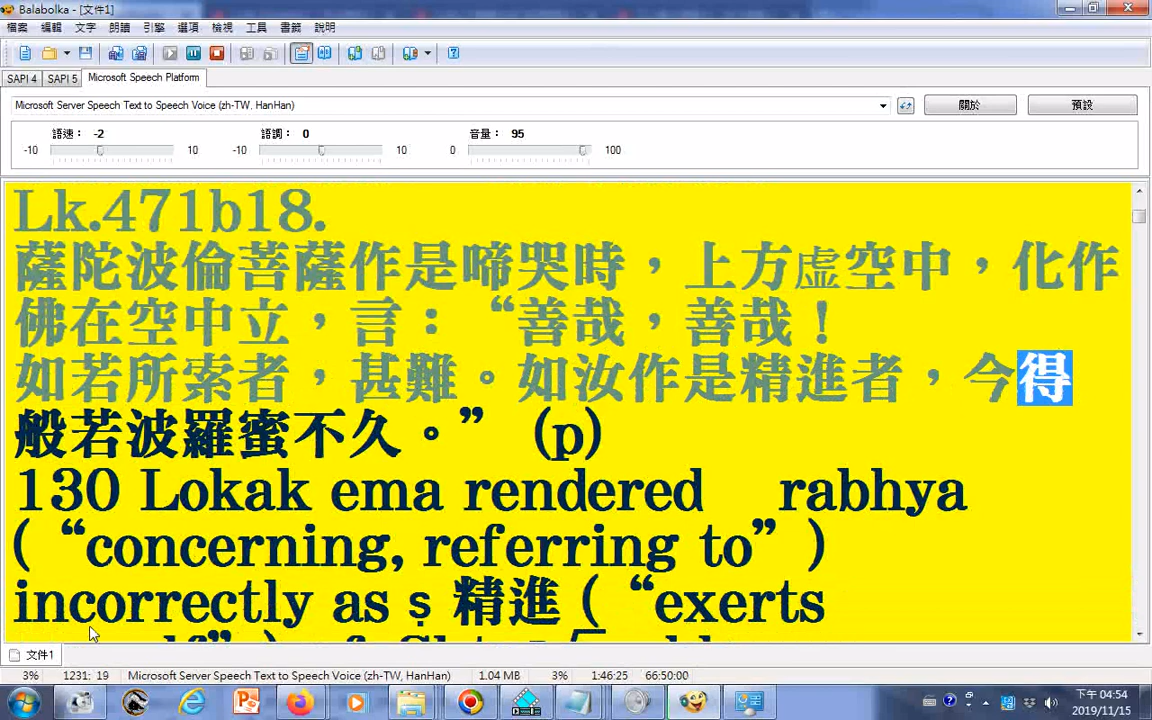 Balabolka - [文件1]
檔案 編輯 文字 朗讀 引擎 選項 檢視 工具 書籤 說明
SAPI 4 SAPI 5 Microsoft Speech Platform
Microsoft Server Speech Text to Speech Voice (zh-TW, HanHan) 關於 預設
語速： -2 語調： 0 音量： 95
-10 10 -10 10 0 100
Lk.471b18.
薩陀波倫菩薩作是啼哭時，上方虛空中，化作
佛在空中立，言：“善哉，善哉！
如若所索者，甚難。如汝作是精進者，今得
般若波羅蜜不久。” (p)
130 Lokak ema rendered rabhya
(“concerning, referring to”)
incorrectly as ṣ 精進 (“exerts
文件1
3% 1231: 19 Microsoft Server Speech Text to Speech Voice (zh-TW, HanHan) 1.04 MB 3% 1:46:25 66:50:00
下午 04:54
2019/11/15